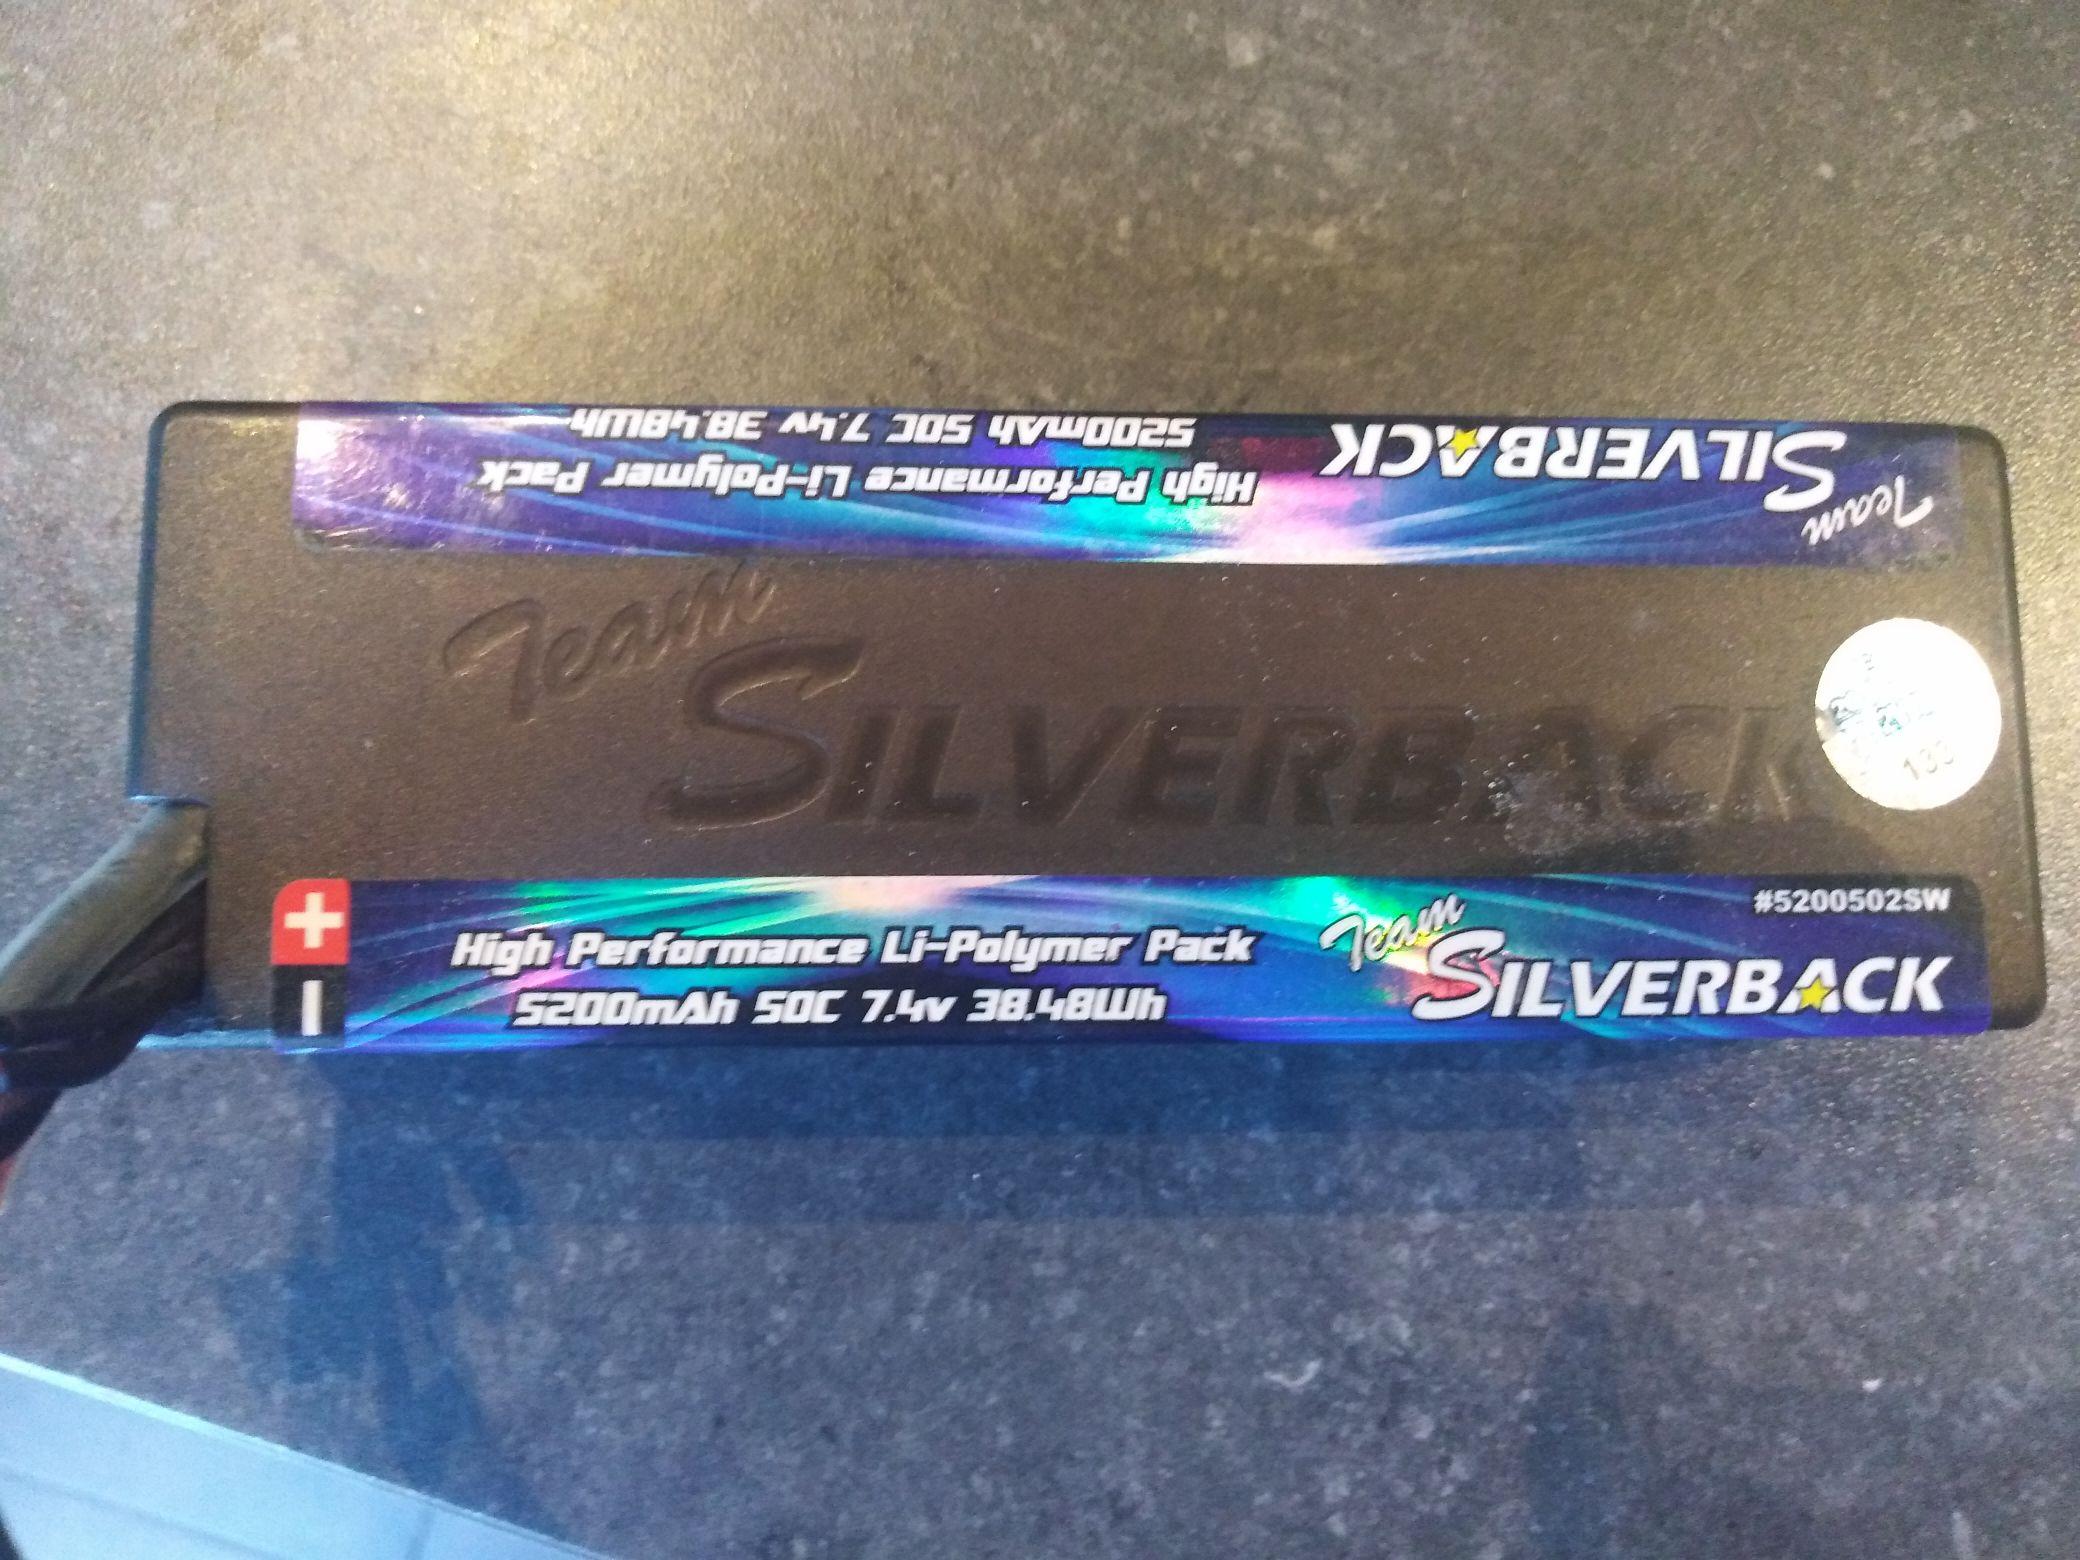 5200mAh 50C 7.4v 38.48Wh
High Performance Li-Polymer Pack
Team
SILVERBACK
Team
SILVERBACK
133
#5200502SW
High Performance Li-Polymer Pack
5200mAh 50C 7.4v 38.48Wh
Team
SILVERBACK